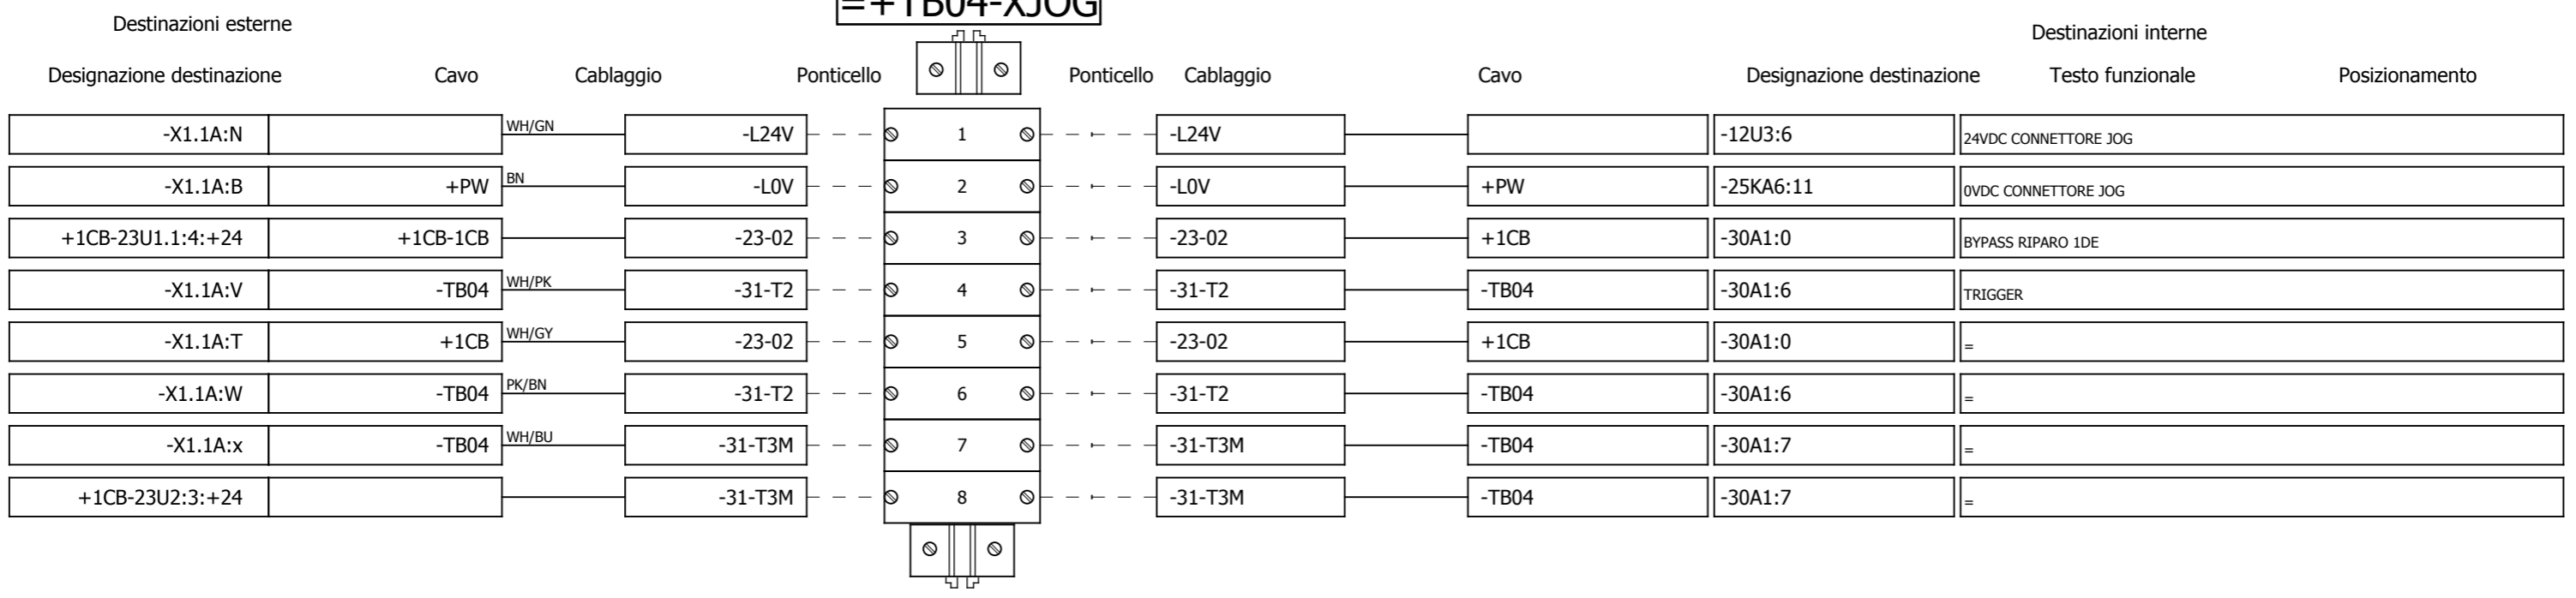 =+TB04-XJOG
Destinazioni esterne
Destinazioni interne
Designazione destinazione Cavo Cablaggio Ponticello Ponticello Cablaggio Cavo Designazione destinazione Testo funzionale Posizionamento
-X1.1A:N WH/GN -L24V 1 -L24V -12U3:6 24VDC CONNETTORE JOG
-X1.1A:B +PW BN -L0V 2 -L0V +PW -25KA6:11 0VDC CONNETTORE JOG
+1CB-23U1.1:4:+24 +1CB-1CB -23-02 3 -23-02 +1CB -30A1:0 BYPASS RIPARO 1DE
-X1.1A:V -TB04 WH/PK -31-T2 4 -31-T2 -TB04 -30A1:6 TRIGGER
-X1.1A:T +1CB WH/GY -23-02 5 -23-02 +1CB -30A1:0 =
-X1.1A:W -TB04 PK/BN -31-T2 6 -31-T2 -TB04 -30A1:6 =
-X1.1A:x -TB04 WH/BU -31-T3M 7 -31-T3M -TB04 -30A1:7 =
+1CB-23U2:3:+24 -31-T3M 8 -31-T3M -TB04 -30A1:7 =